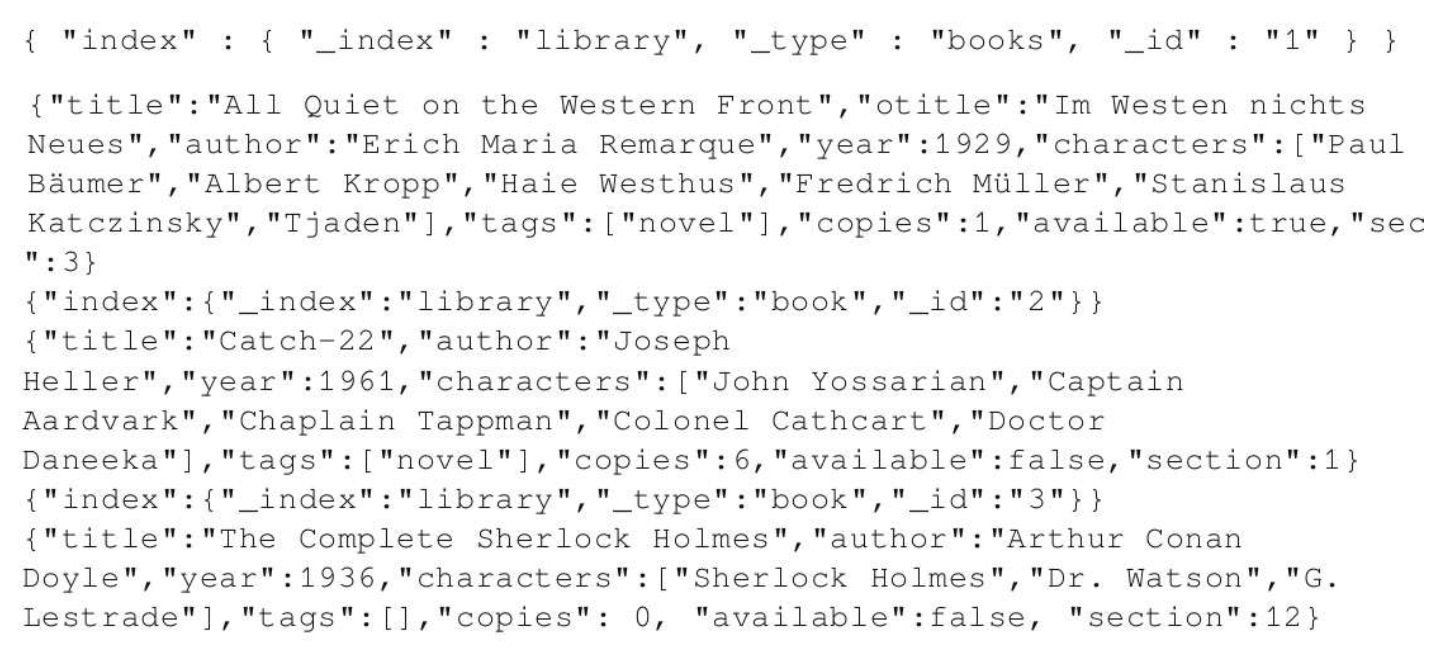 { "index" : { "_index" : "library", "_type" : "books", "_id" : "1" } }
{"title":"All Quiet on the Western Front","otitle":"Im Westen nichts
Neues","author":"Erich Maria Remarque","year":1929,"characters":["Paul
Bäumer","Albert Kropp","Haie Westhus","Fredrich Müller","Stanislaus
Katczinsky","Tjaden"],"tags":["novel"],"copies":1,"available":true,"sec
":3}
{"index":{"_index":"library","_type":"book","_id":"2"}}
{"title":"Catch-22","author":"Joseph
Heller","year":1961,"characters":["John Yossarian","Captain
Aardvark","Chaplain Tappman","Colonel Cathcart","Doctor
Daneeka"],"tags":["novel"],"copies":6,"available":false,"section":1}
{"index":{"_index":"library","_type":"book","_id":"3"}}
{"title":"The Complete Sherlock Holmes","author":"Arthur Conan
Doyle","year":1936,"characters":["Sherlock Holmes","Dr. Watson","G.
Lestrade"],"tags":[],"copies": 0, "available":false, "section":12}